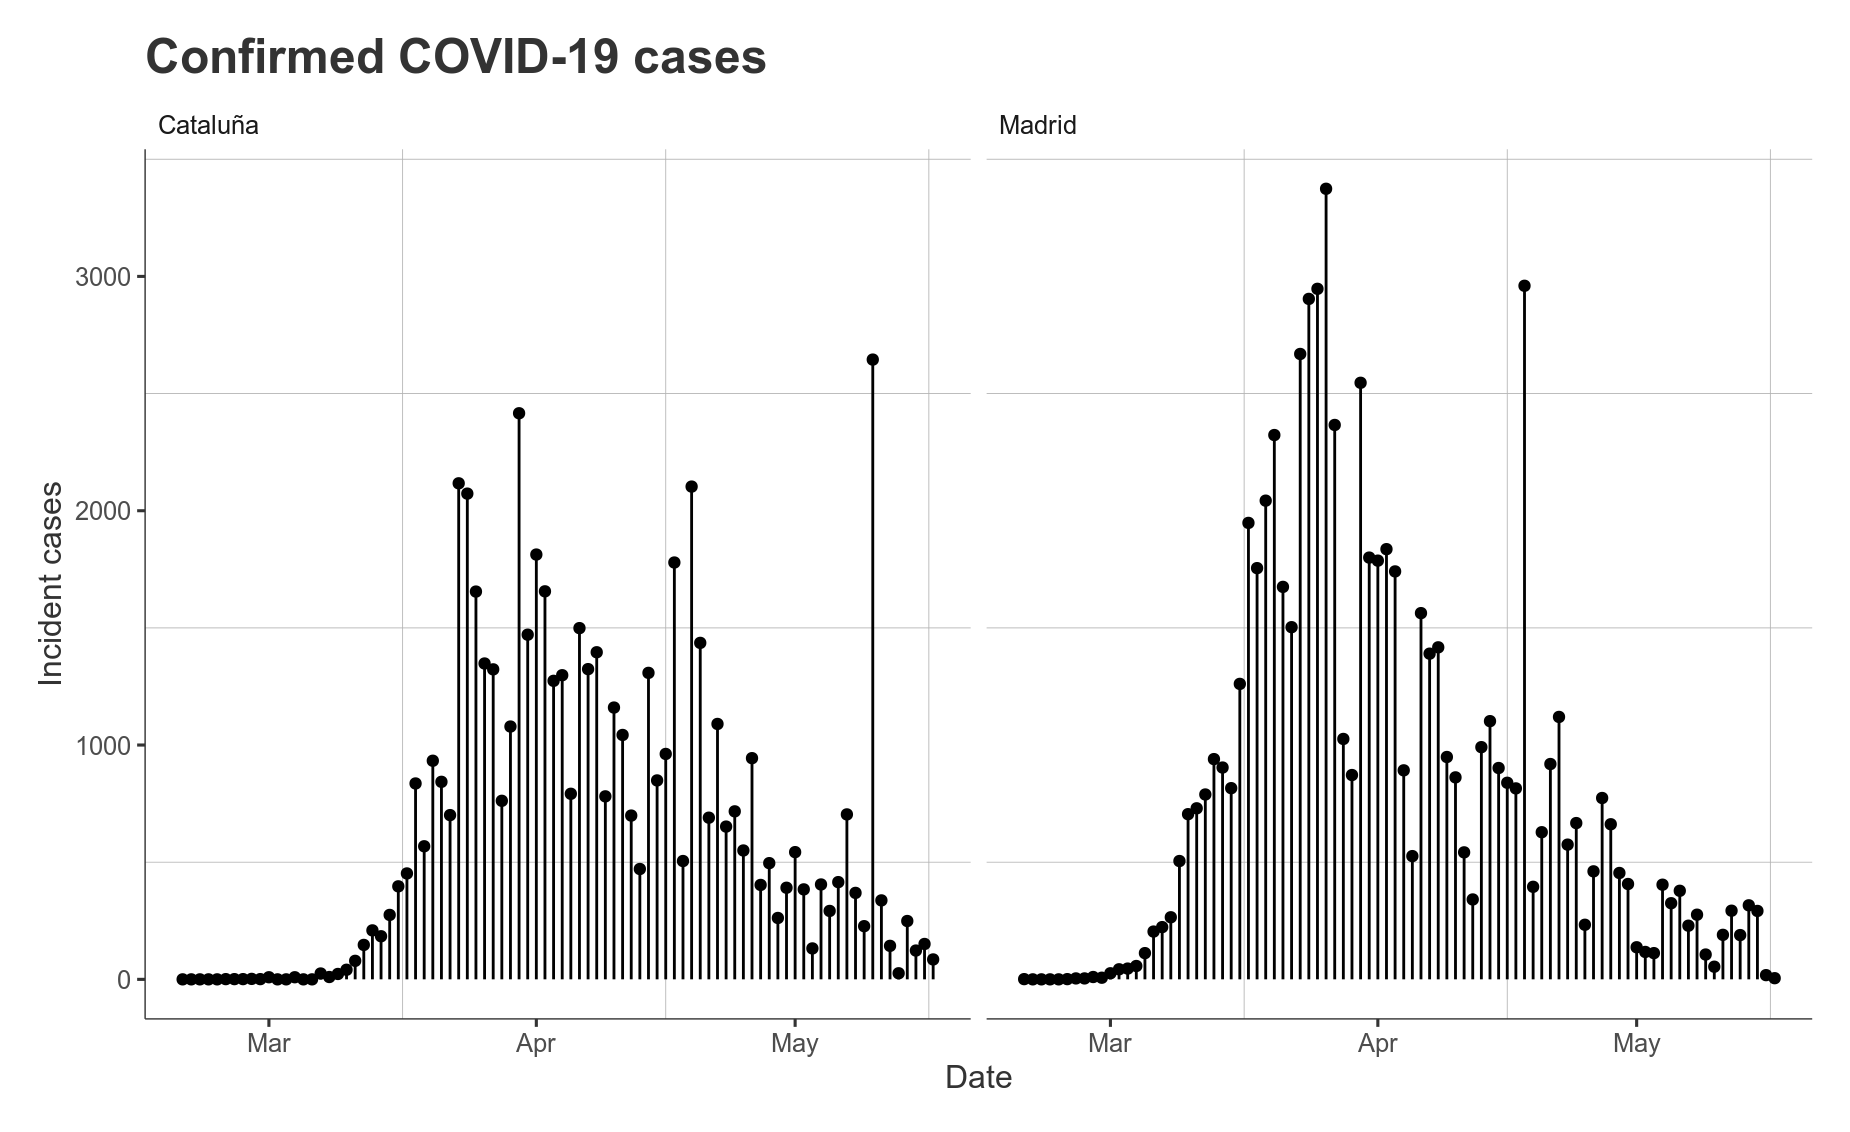 Confirmed COVID-19 cases
Cataluña
Madrid
Incident cases
3000
2000
1000
0
Mar
Apr
May
Mar
Apr
May
Date